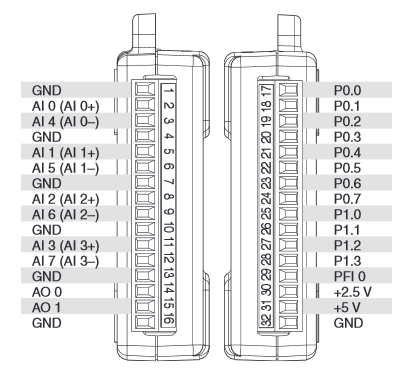 GND 1
AI 0 (AI 0+) 2
AI 4 (AI 0–) 3
GND 4
AI 1 (AI 1+) 5
AI 5 (AI 1–) 6
GND 7
AI 2 (AI 2+) 8
AI 6 (AI 2–) 9
GND 10
AI 3 (AI 3+) 11
AI 7 (AI 3–) 12
GND 13
AO 0 14
AO 1 15
GND 16
17 P0.0
18 P0.1
19 P0.2
20 P0.3
21 P0.4
22 P0.5
23 P0.6
24 P0.7
25 P1.0
26 P1.1
27 P1.2
28 P1.3
29 PFI 0
30 +2.5 V
31 +5 V
32 GND